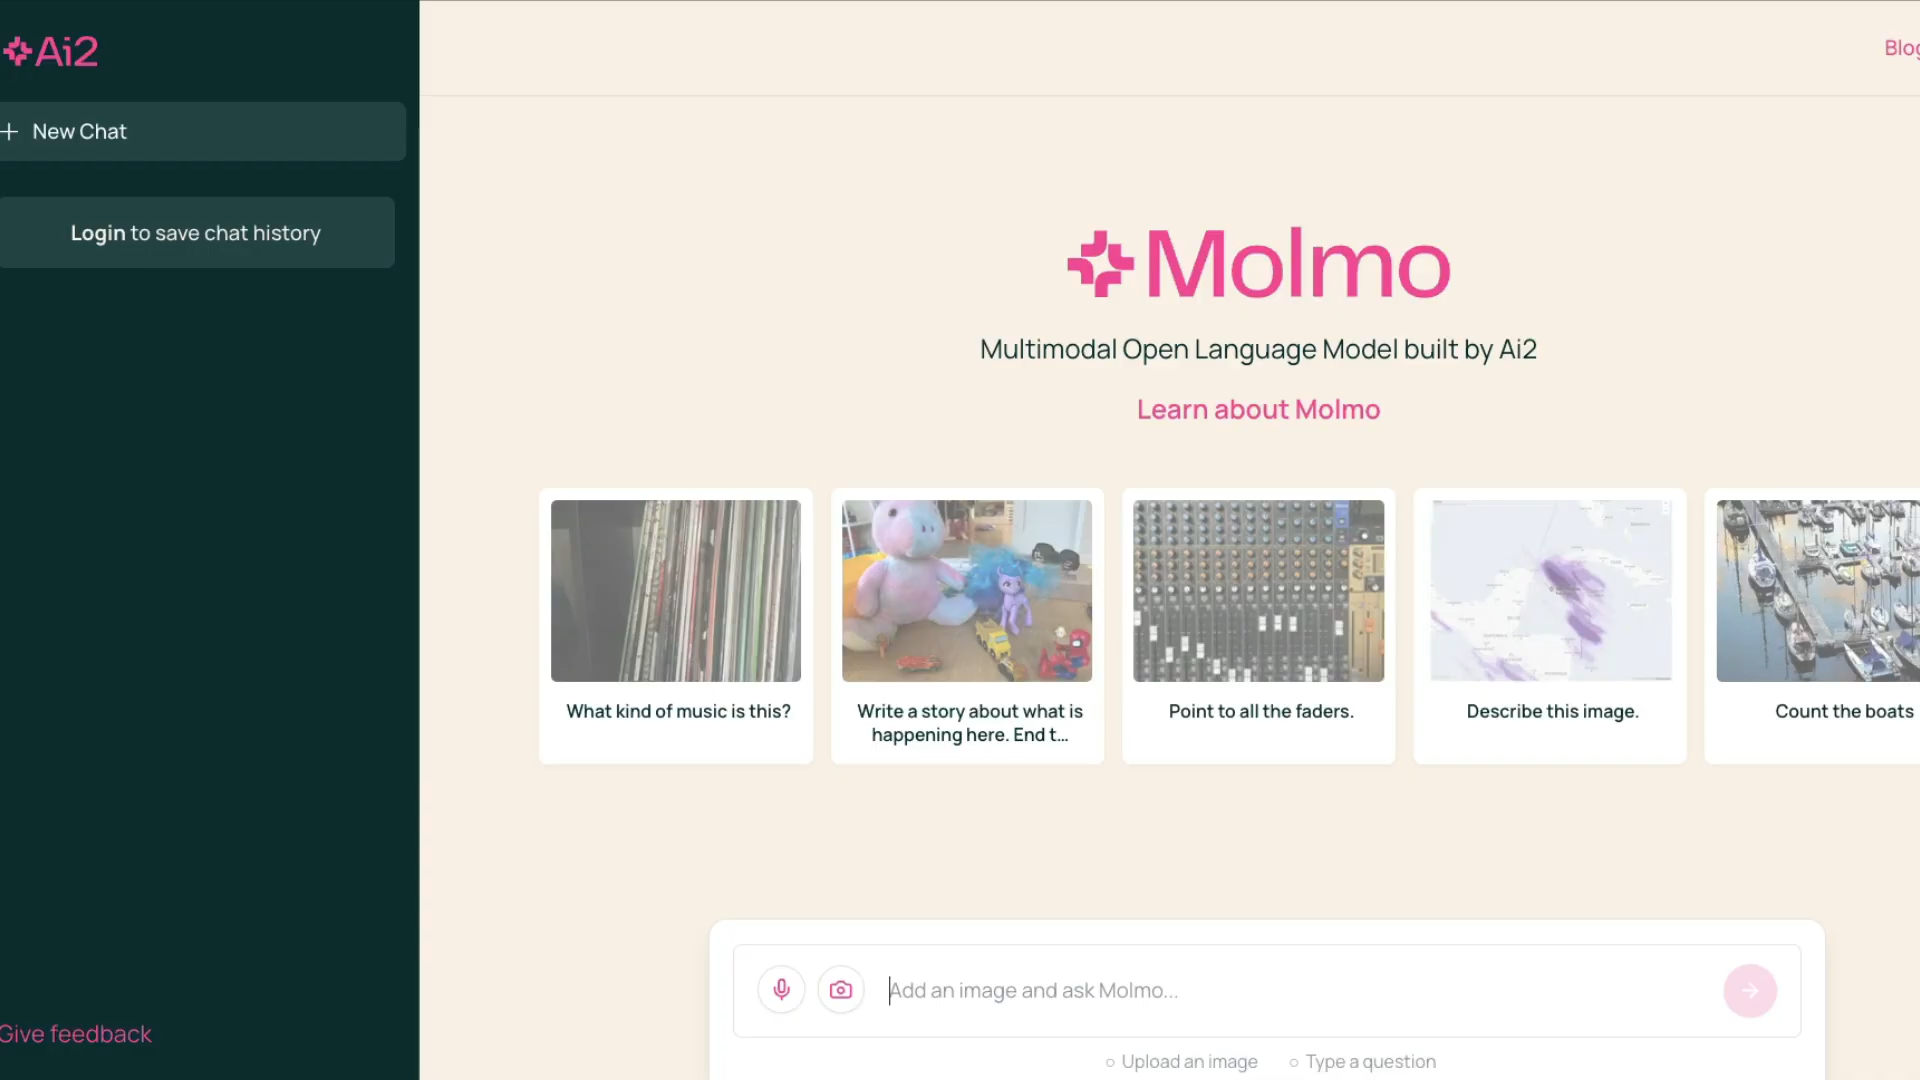 Ai2
New Chat
Login to save chat history
Give feedback
Molmo
Multimodal Open Language Model built by Ai2
Learn about Molmo
What kind of music is this?
Write a story about what is
happening here. End t...
Point to all the faders.
Describe this image.
Count the boats
Add an image and ask Molmo...
Upload an image
Type a question